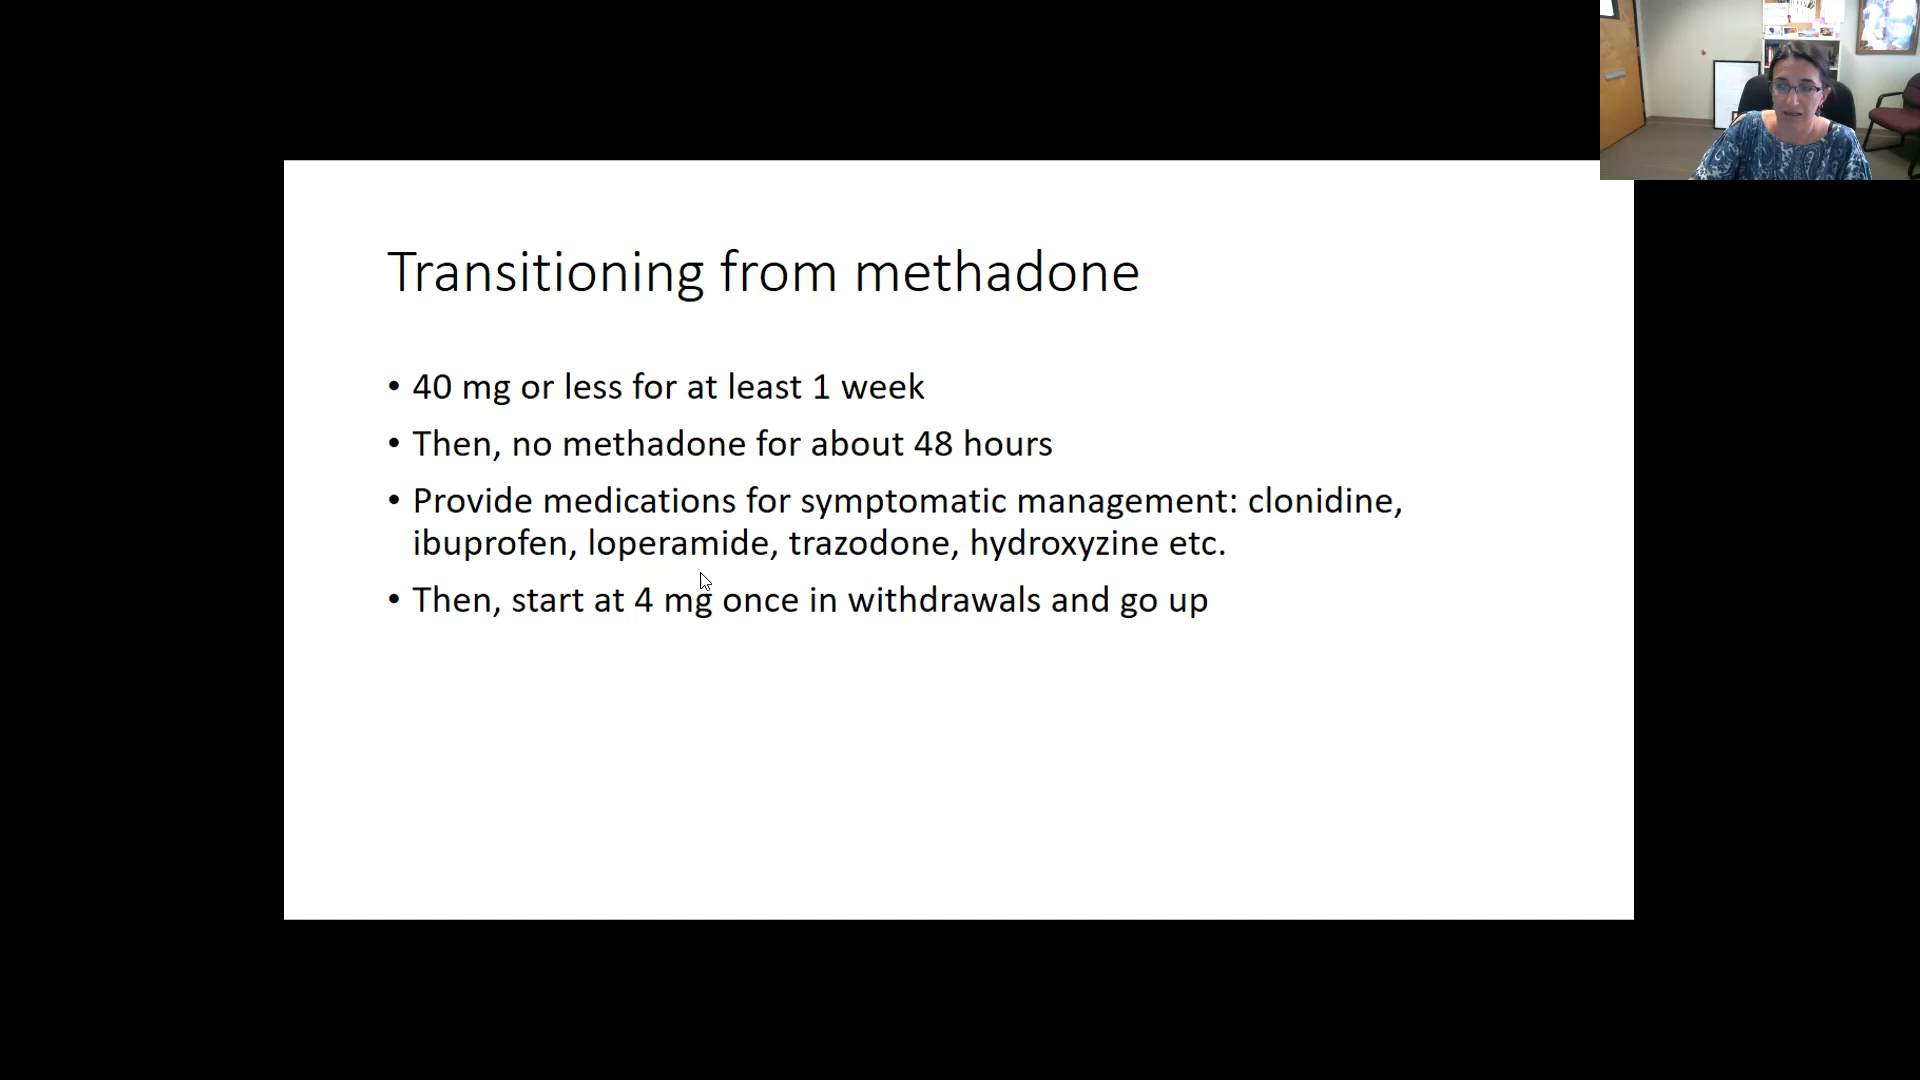 Transitioning from methadone
• 40 mg or less for at least 1 week
• Then, no methadone for about 48 hours
• Provide medications for symptomatic management: clonidine,
ibuprofen, loperamide, trazodone, hydroxyzine etc.
• Then, start at 4 mg once in withdrawals and go up